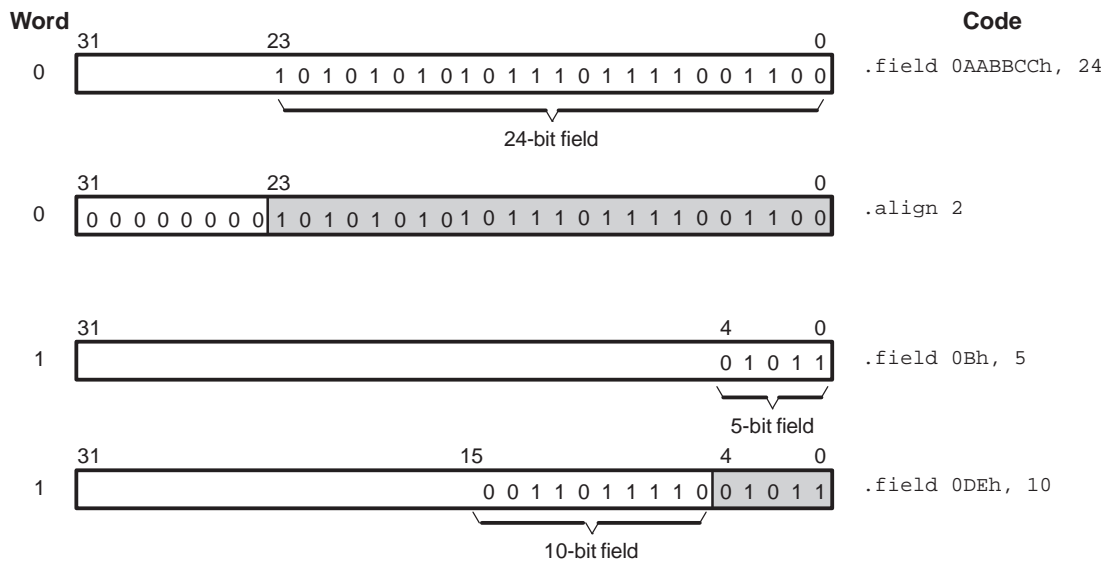 Word Code
31 23 0
0 1 0 1 0 1 0 1 0 1 0 1 1 1 0 1 1 1 1 0 0 1 1 0 0 .field 0AABBCCh, 24
24-bit field
31 23 0
0 0 0 0 0 0 0 0 0 1 0 1 0 1 0 1 0 1 0 1 1 1 0 1 1 1 1 0 0 1 1 0 0 .align 2
31 4 0
1 0 1 0 1 1 .field 0Bh, 5
5-bit field
31 15 4 0
1 0 0 1 1 0 1 1 1 1 0 0 1 0 1 1 .field 0DEh, 10
10-bit field